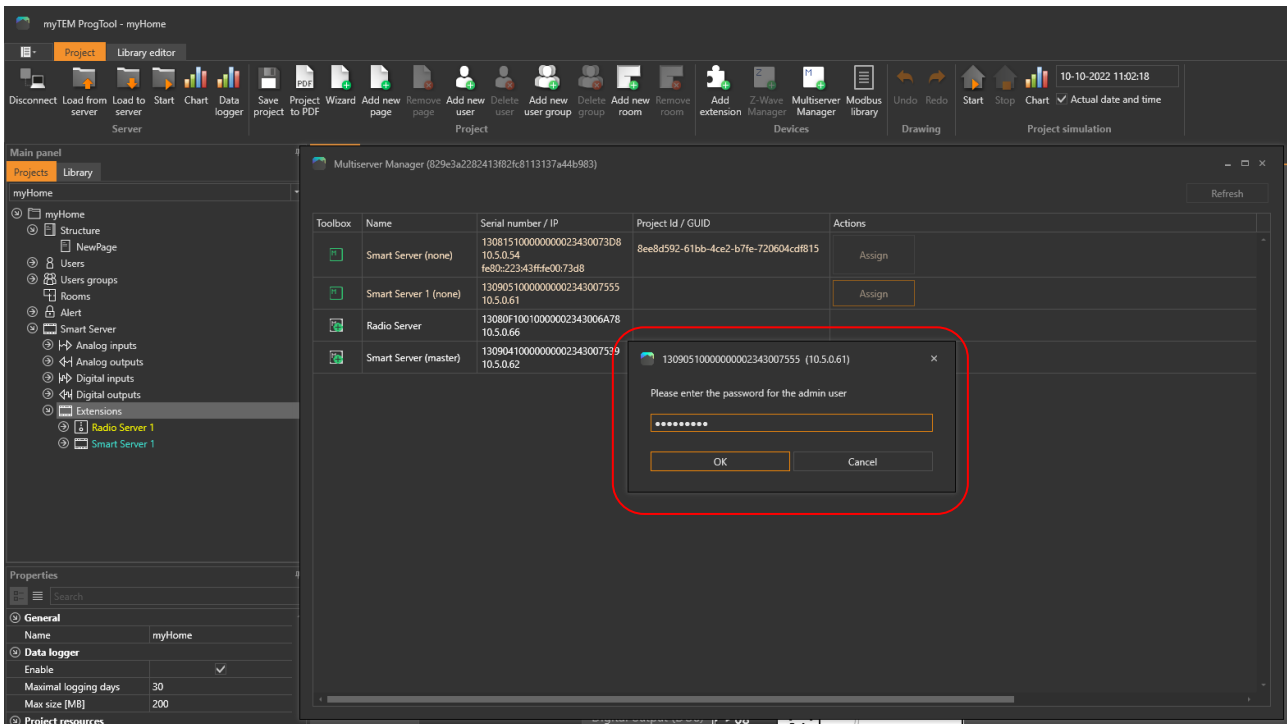 myTEM ProgTool - myHome
Project Library editor
Disconnect Load from server Load to server Start Chart Data logger Save project Project to PDF Wizard Add new page Remove page Add new user Delete user Add new user group Delete group Add new room Remove room Add extension Z-Wave Manager Multiserver Manager Modbus library Undo Redo Start Stop Chart 10-10-2022 11:02:18
Actual date and time
Server Project Devices Drawing Project simulation
Main panel
Projects Library
myHome
myHome
Structure
NewPage
Users
Users groups
Rooms
Alert
Smart Server
Analog inputs
Analog outputs
Digital inputs
Digital outputs
Extensions
Radio Server 1
Smart Server 1
Properties
Search
General
Name myHome
Data logger
Enable
Maximal logging days 30
Max size [MB] 200
Project resources
Multiserver Manager (829e3a2282413f82fc8113137a44b983)
Refresh
Toolbox Name Serial number / IP Project Id / GUID Actions
Smart Server (none) 13081510000000023430073D8 8ee8d592-61bb-4ce2-b7fe-720604cdf815 Assign
10.5.0.54
fe80::223:43ff:fe00:73d8
Smart Server 1 (none) 1309051000000002343007555 Assign
10.5.0.61
Radio Server 13080F10010000002343006A78
10.5.0.66
Smart Server (master) 1309041000000002343007539
10.5.0.62
1309051000000002343007555 (10.5.0.61)
Please enter the password for the admin user
OK Cancel